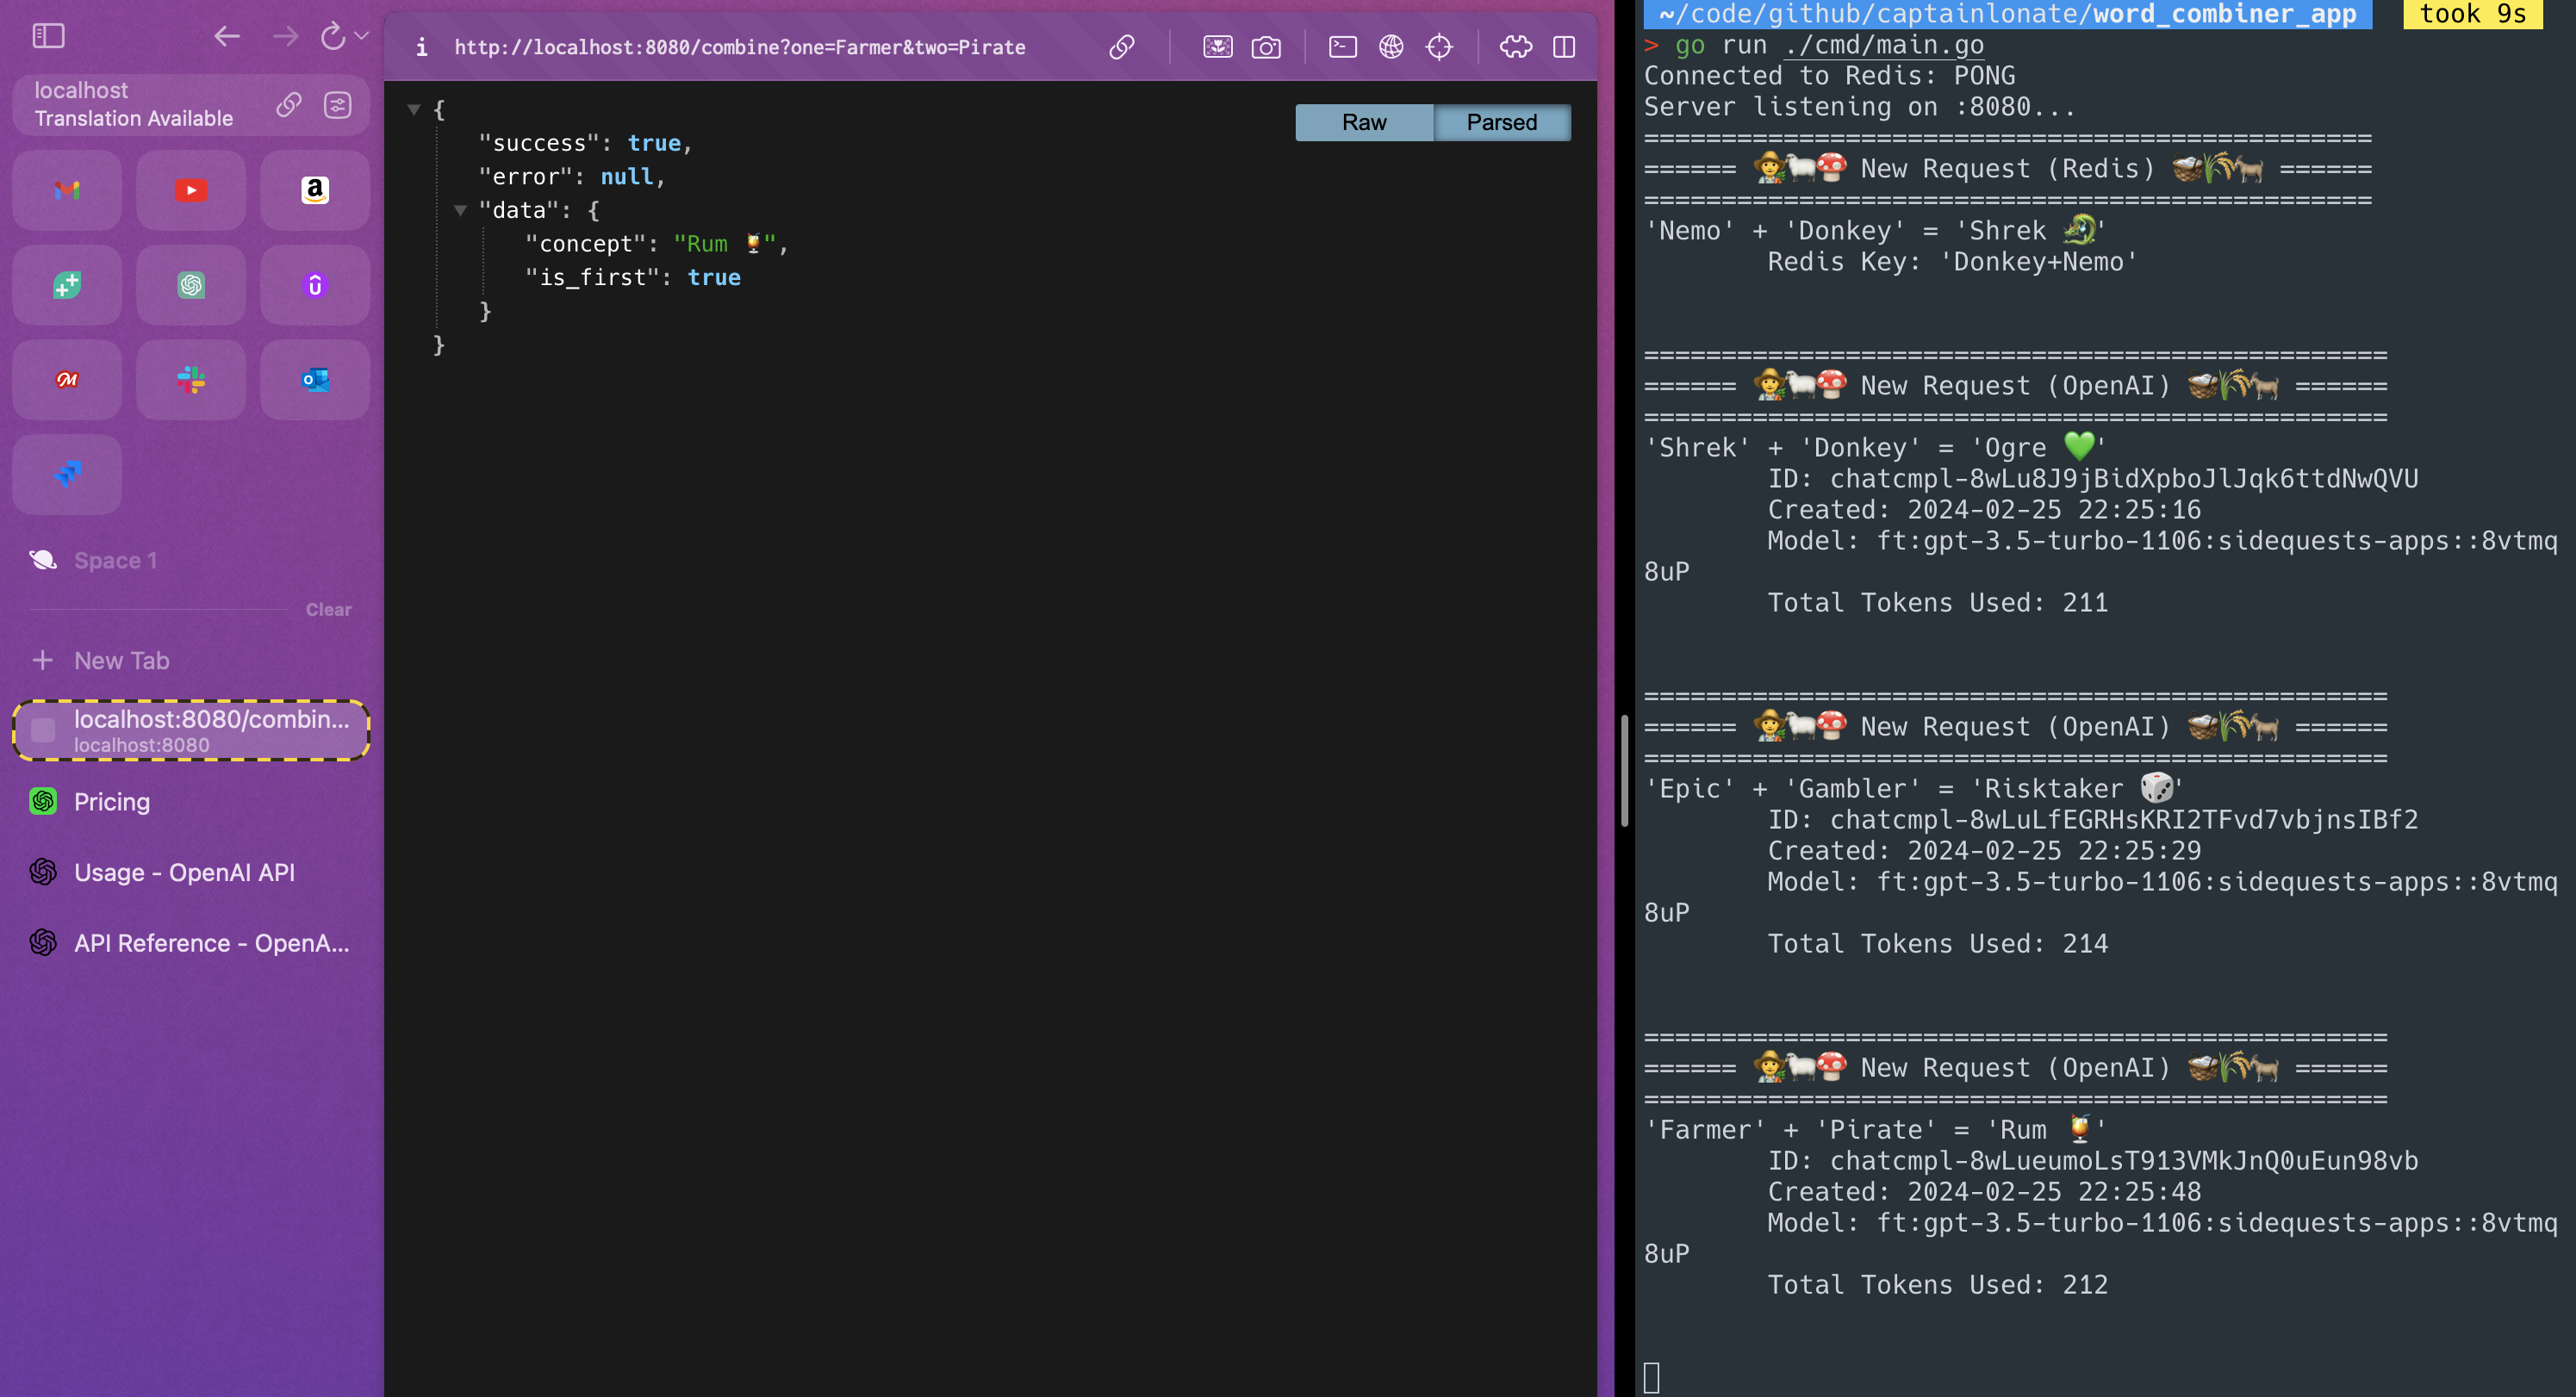 localhost
Translation Available
Space 1
Clear
New Tab
localhost:8080/combin...
localhost:8080
Pricing
Usage - OpenAI API
API Reference - OpenA...
http://localhost:8080/combine?one=Farmer&two=Pirate
Raw Parsed
{
"success": true,
"error": null,
"data": {
"concept": "Rum 🍹",
"is_first": true
}
}
~/code/github/captainlonate/word_combiner_app took 9s
> go run ./cmd/main.go
Connected to Redis: PONG
Server listening on :8080...
===============================================
====== 🧑‍🌾🐑🍄 New Request (Redis) 🧺🌾🐐 ======
===============================================
'Nemo' + 'Donkey' = 'Shrek 🐉'
Redis Key: 'Donkey+Nemo'
================================================
====== 🧑‍🌾🐑🍄 New Request (OpenAI) 🧺🌾🐐 ======
================================================
'Shrek' + 'Donkey' = 'Ogre 💚'
ID: chatcmpl-8wLu8J9jBidXpboJlJqk6ttdNwQVU
Created: 2024-02-25 22:25:16
Model: ft:gpt-3.5-turbo-1106:sidequests-apps::8vtmq
8uP
Total Tokens Used: 211
================================================
====== 🧑‍🌾🐑🍄 New Request (OpenAI) 🧺🌾🐐 ======
================================================
'Epic' + 'Gambler' = 'Risktaker 🎲'
ID: chatcmpl-8wLuLfEGRHsKRI2TFvd7vbjnsIBf2
Created: 2024-02-25 22:25:29
Model: ft:gpt-3.5-turbo-1106:sidequests-apps::8vtmq
8uP
Total Tokens Used: 214
================================================
====== 🧑‍🌾🐑🍄 New Request (OpenAI) 🧺🌾🐐 ======
================================================
'Farmer' + 'Pirate' = 'Rum 🍹'
ID: chatcmpl-8wLueumoLsT913VMkJnQ0uEun98vb
Created: 2024-02-25 22:25:48
Model: ft:gpt-3.5-turbo-1106:sidequests-apps::8vtmq
8uP
Total Tokens Used: 212